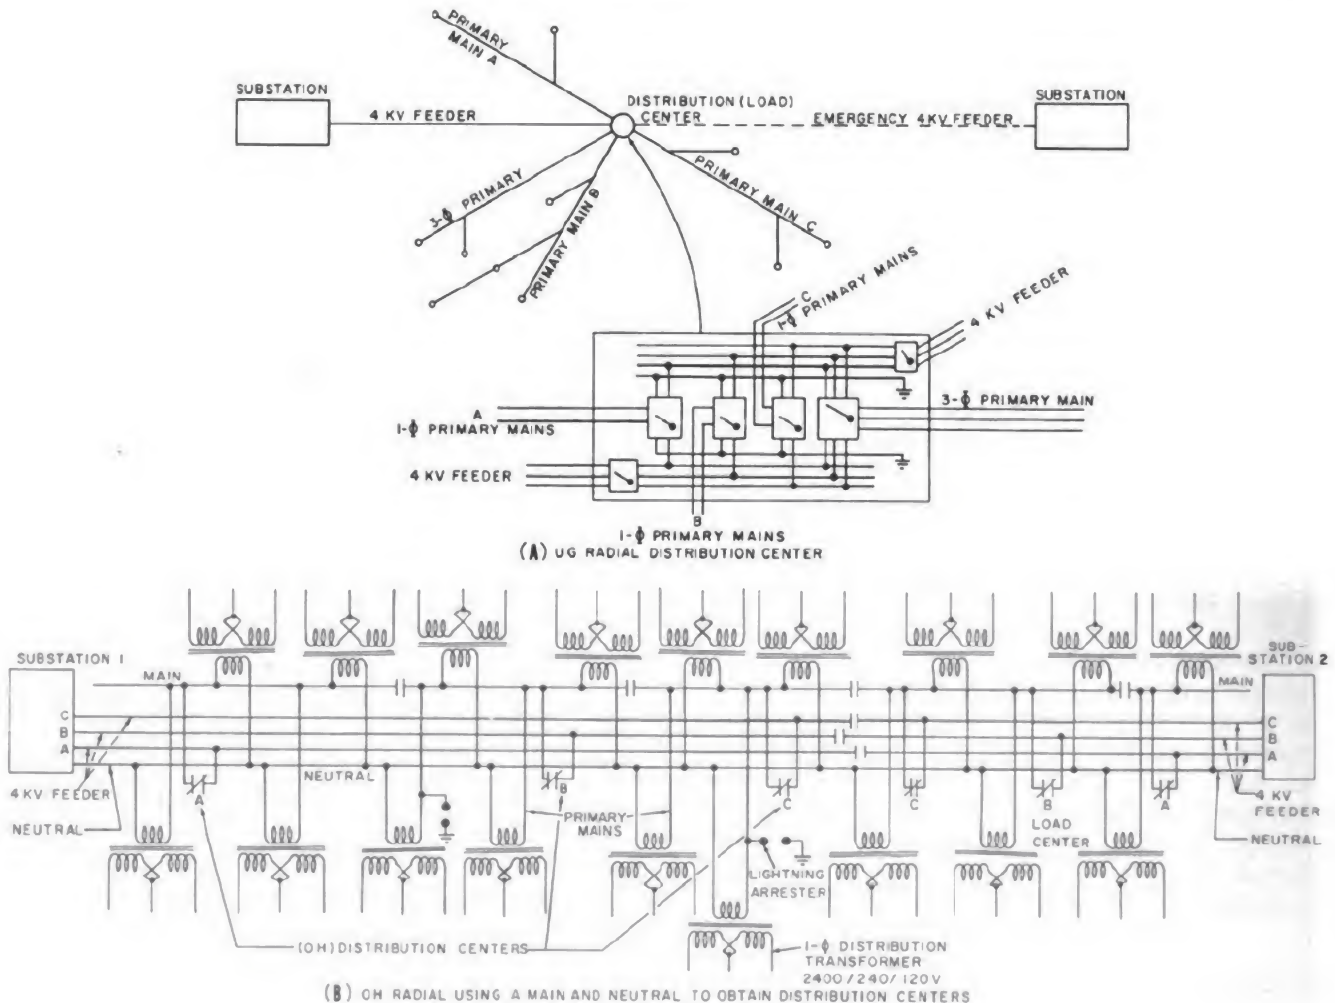 PRIMARY
MAIN A
SUBSTATION
4 KV FEEDER
DISTRIBUTION (LOAD)
CENTER
EMERGENCY 4KV FEEDER
SUBSTATION
3-ɸ PRIMARY
PRIMARY MAIN B
PRIMARY MAIN C
C
1-ɸ PRIMARY MAINS
4 KV FEEDER
A
1-ɸ PRIMARY MAINS
3-ɸ PRIMARY MAIN
4 KV FEEDER
B
1-ɸ PRIMARY MAINS
(A) UG RADIAL DISTRIBUTION CENTER
SUBSTATION 1
MAIN
C
B
A
4 KV FEEDER
NEUTRAL
NEUTRAL
A
B
PRIMARY
MAINS
C
C
B
A
LOAD
CENTER
SUB-
STATION 2
MAIN
C
B
A
4 KV
FEEDER
NEUTRAL
LIGHTNING
ARRESTER
(OH) DISTRIBUTION CENTERS
1-ɸ DISTRIBUTION
TRANSFORMER
2400/240/120V
(B) OH RADIAL USING A MAIN AND NEUTRAL TO OBTAIN DISTRIBUTION CENTERS